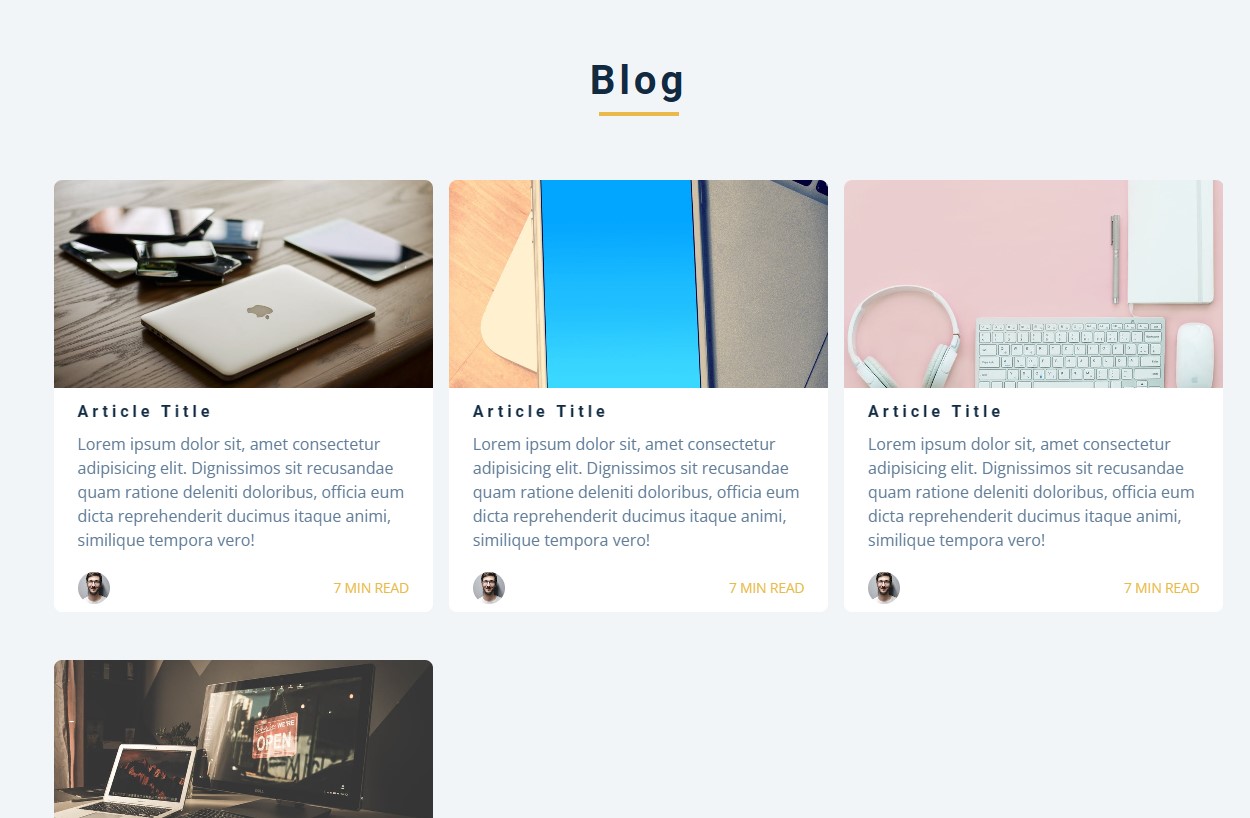 Blog
Article Title
Lorem ipsum dolor sit, amet consectetur
adipisicing elit. Dignissimos sit recusandae
quam ratione deleniti doloribus, officia eum
dicta reprehenderit ducimus itaque animi,
similique tempora vero!
7 MIN READ
Article Title
Lorem ipsum dolor sit, amet consectetur
adipisicing elit. Dignissimos sit recusandae
quam ratione deleniti doloribus, officia eum
dicta reprehenderit ducimus itaque animi,
similique tempora vero!
7 MIN READ
Article Title
Lorem ipsum dolor sit, amet consectetur
adipisicing elit. Dignissimos sit recusandae
quam ratione deleniti doloribus, officia eum
dicta reprehenderit ducimus itaque animi,
similique tempora vero!
7 MIN READ
WE'RE
OPEN